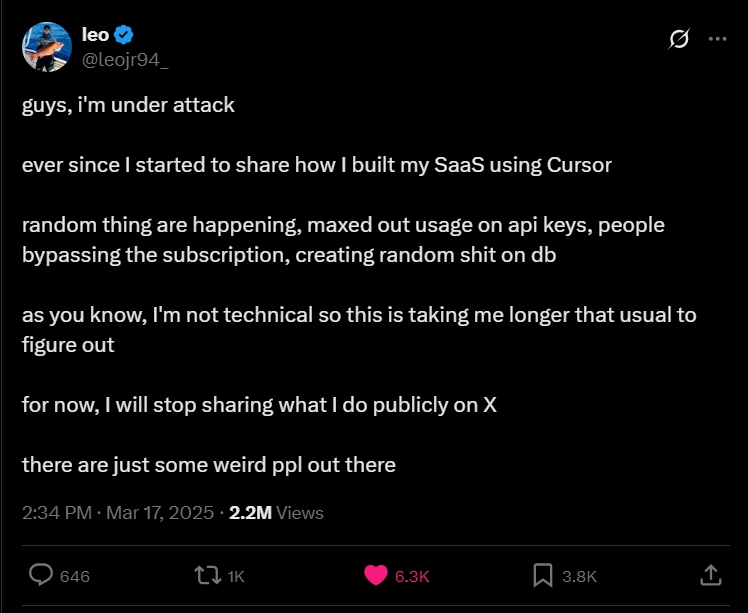 leo
@leojr94_
guys, i'm under attack
ever since I started to share how I built my SaaS using Cursor
random thing are happening, maxed out usage on api keys, people
bypassing the subscription, creating random shit on db
as you know, I'm not technical so this is taking me longer that usual to
figure out
for now, I will stop sharing what I do publicly on X
there are just some weird ppl out there
2:34 PM · Mar 17, 2025 · 2.2M Views
646 1K 6.3K 3.8K